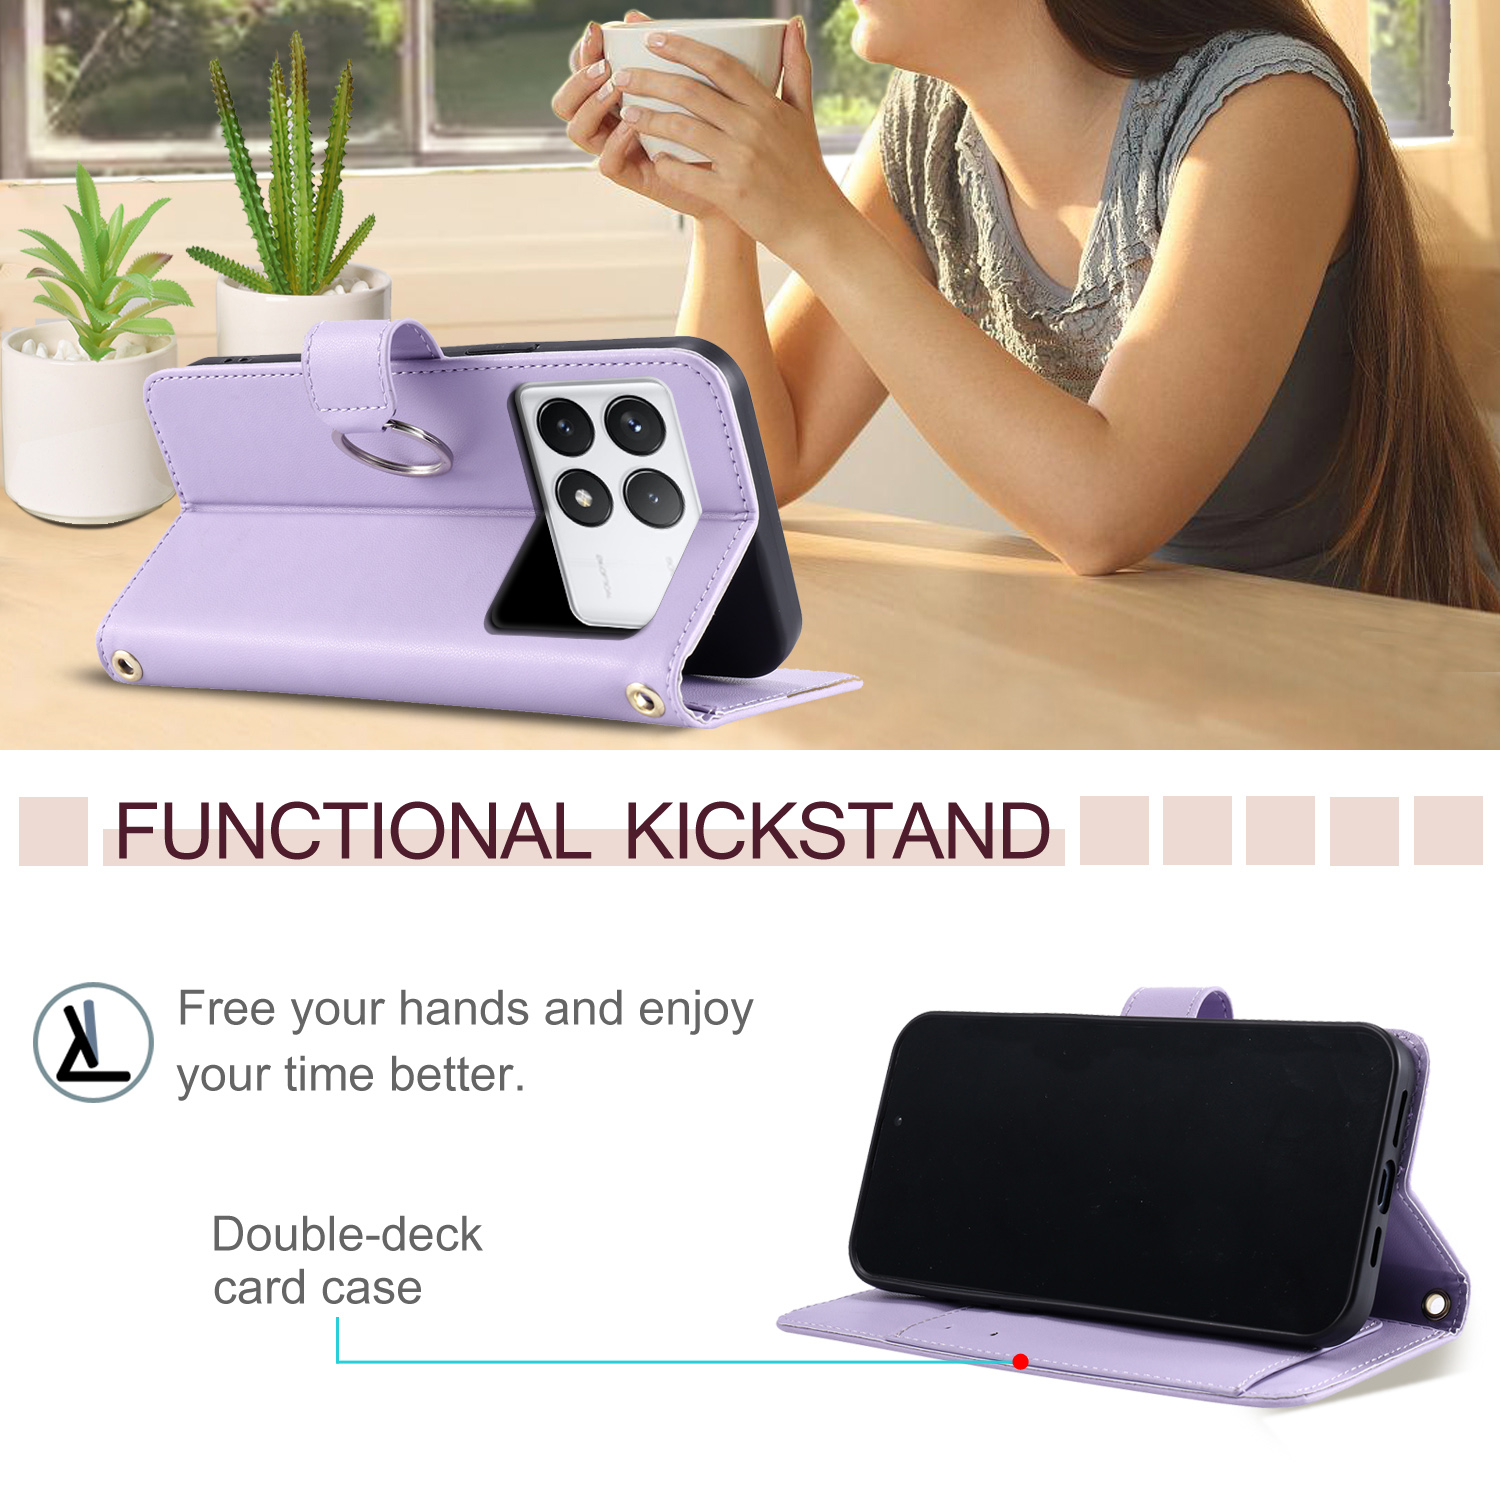 FUNCTIONAL KICKSTAND
Free your hands and enjoy
your time better.
Double-deck
card case